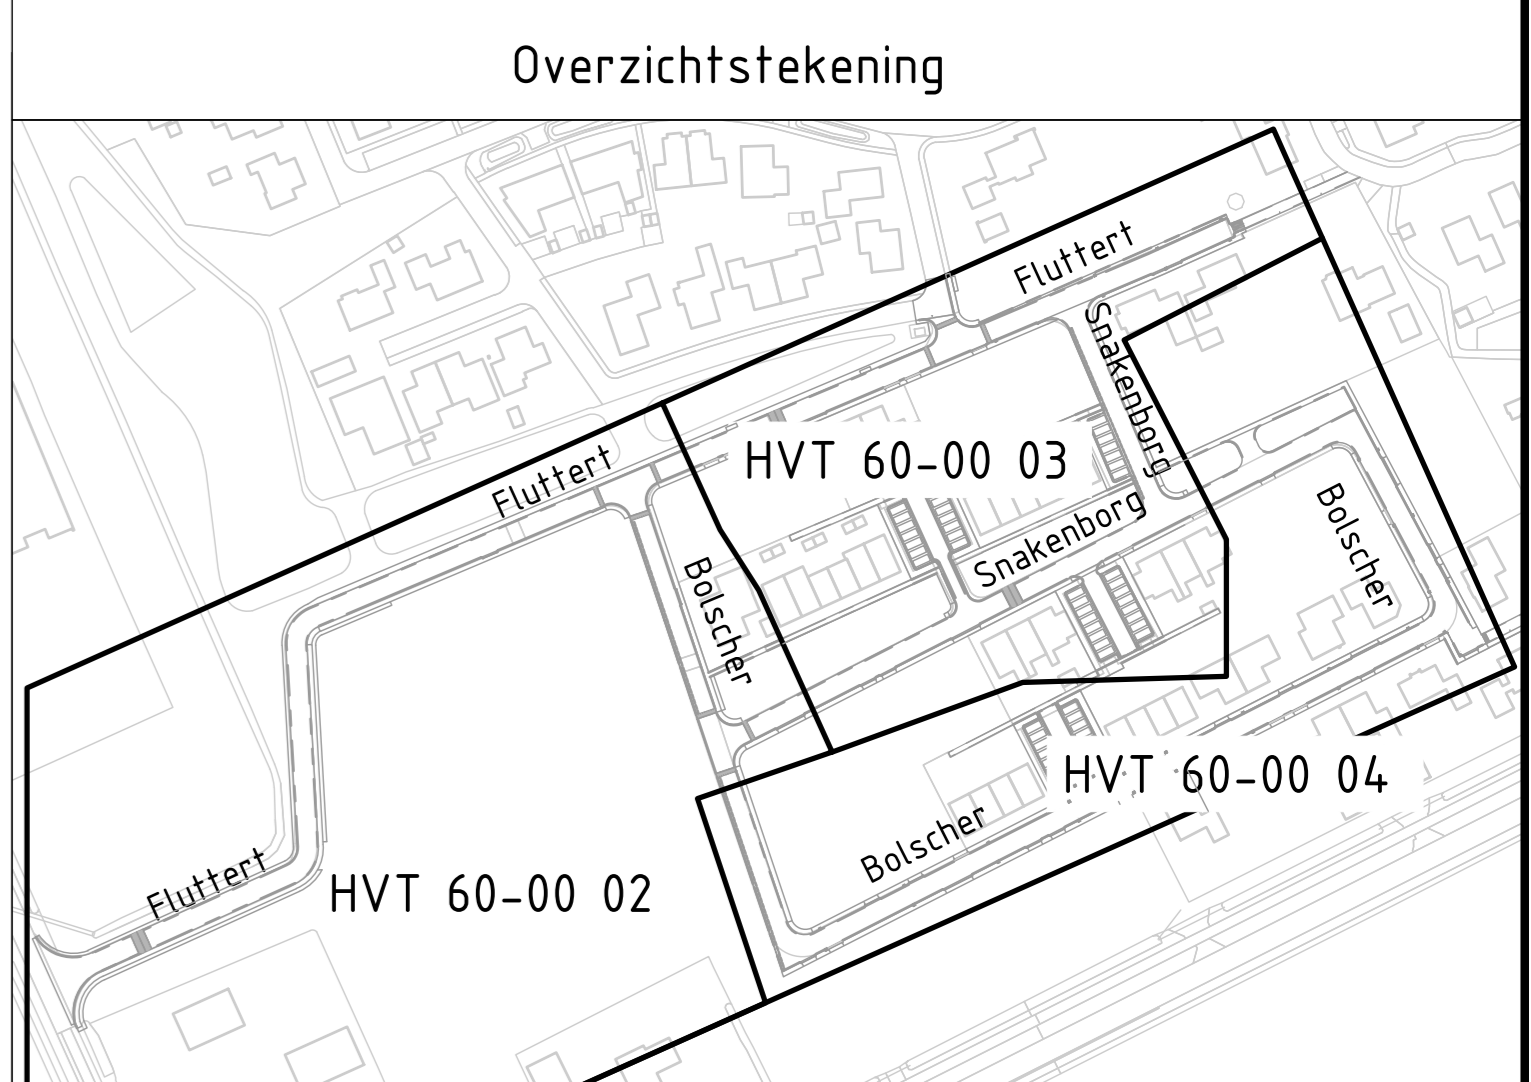 Overzichtstekening
Fluttert
Snakenborg
Fluttert
HVT 60-00 03
Snakenborg
Bolscher
Bolscher
HVT 60-00 04
Bolscher
Fluttert
HVT 60-00 02